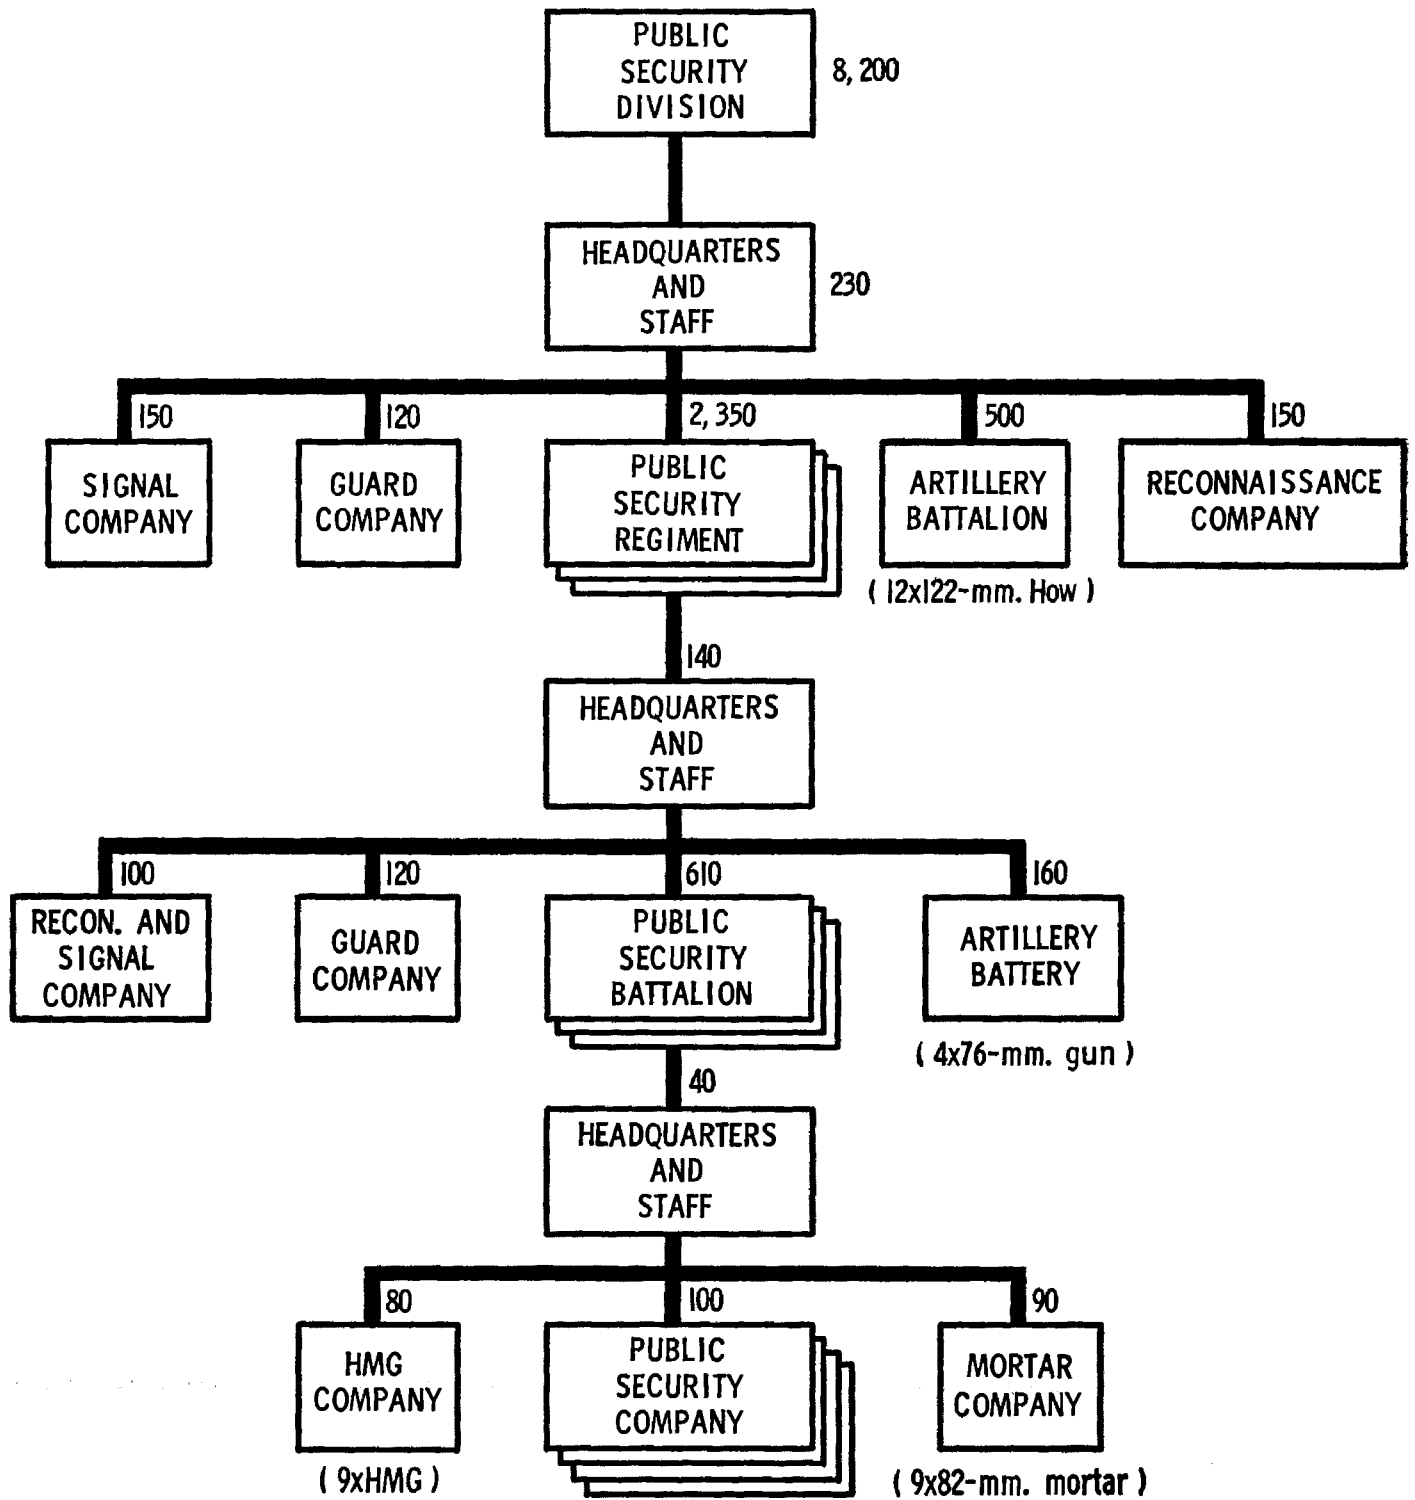 PUBLIC
SECURITY
DIVISION
8,200
HEADQUARTERS
AND
STAFF
230
150
120
2,350
500
150
SIGNAL
COMPANY
GUARD
COMPANY
PUBLIC
SECURITY
REGIMENT
ARTILLERY
BATTALION
RECONNAISSANCE
COMPANY
(12x122-mm. How)
140
HEADQUARTERS
AND
STAFF
100
120
610
160
RECON. AND
SIGNAL
COMPANY
GUARD
COMPANY
PUBLIC
SECURITY
BATTALION
ARTILLERY
BATTERY
(4x76-mm. gun)
40
HEADQUARTERS
AND
STAFF
80
100
90
HMG
COMPANY
PUBLIC
SECURITY
COMPANY
MORTAR
COMPANY
(9xHMG)
(9x82-mm. mortar)